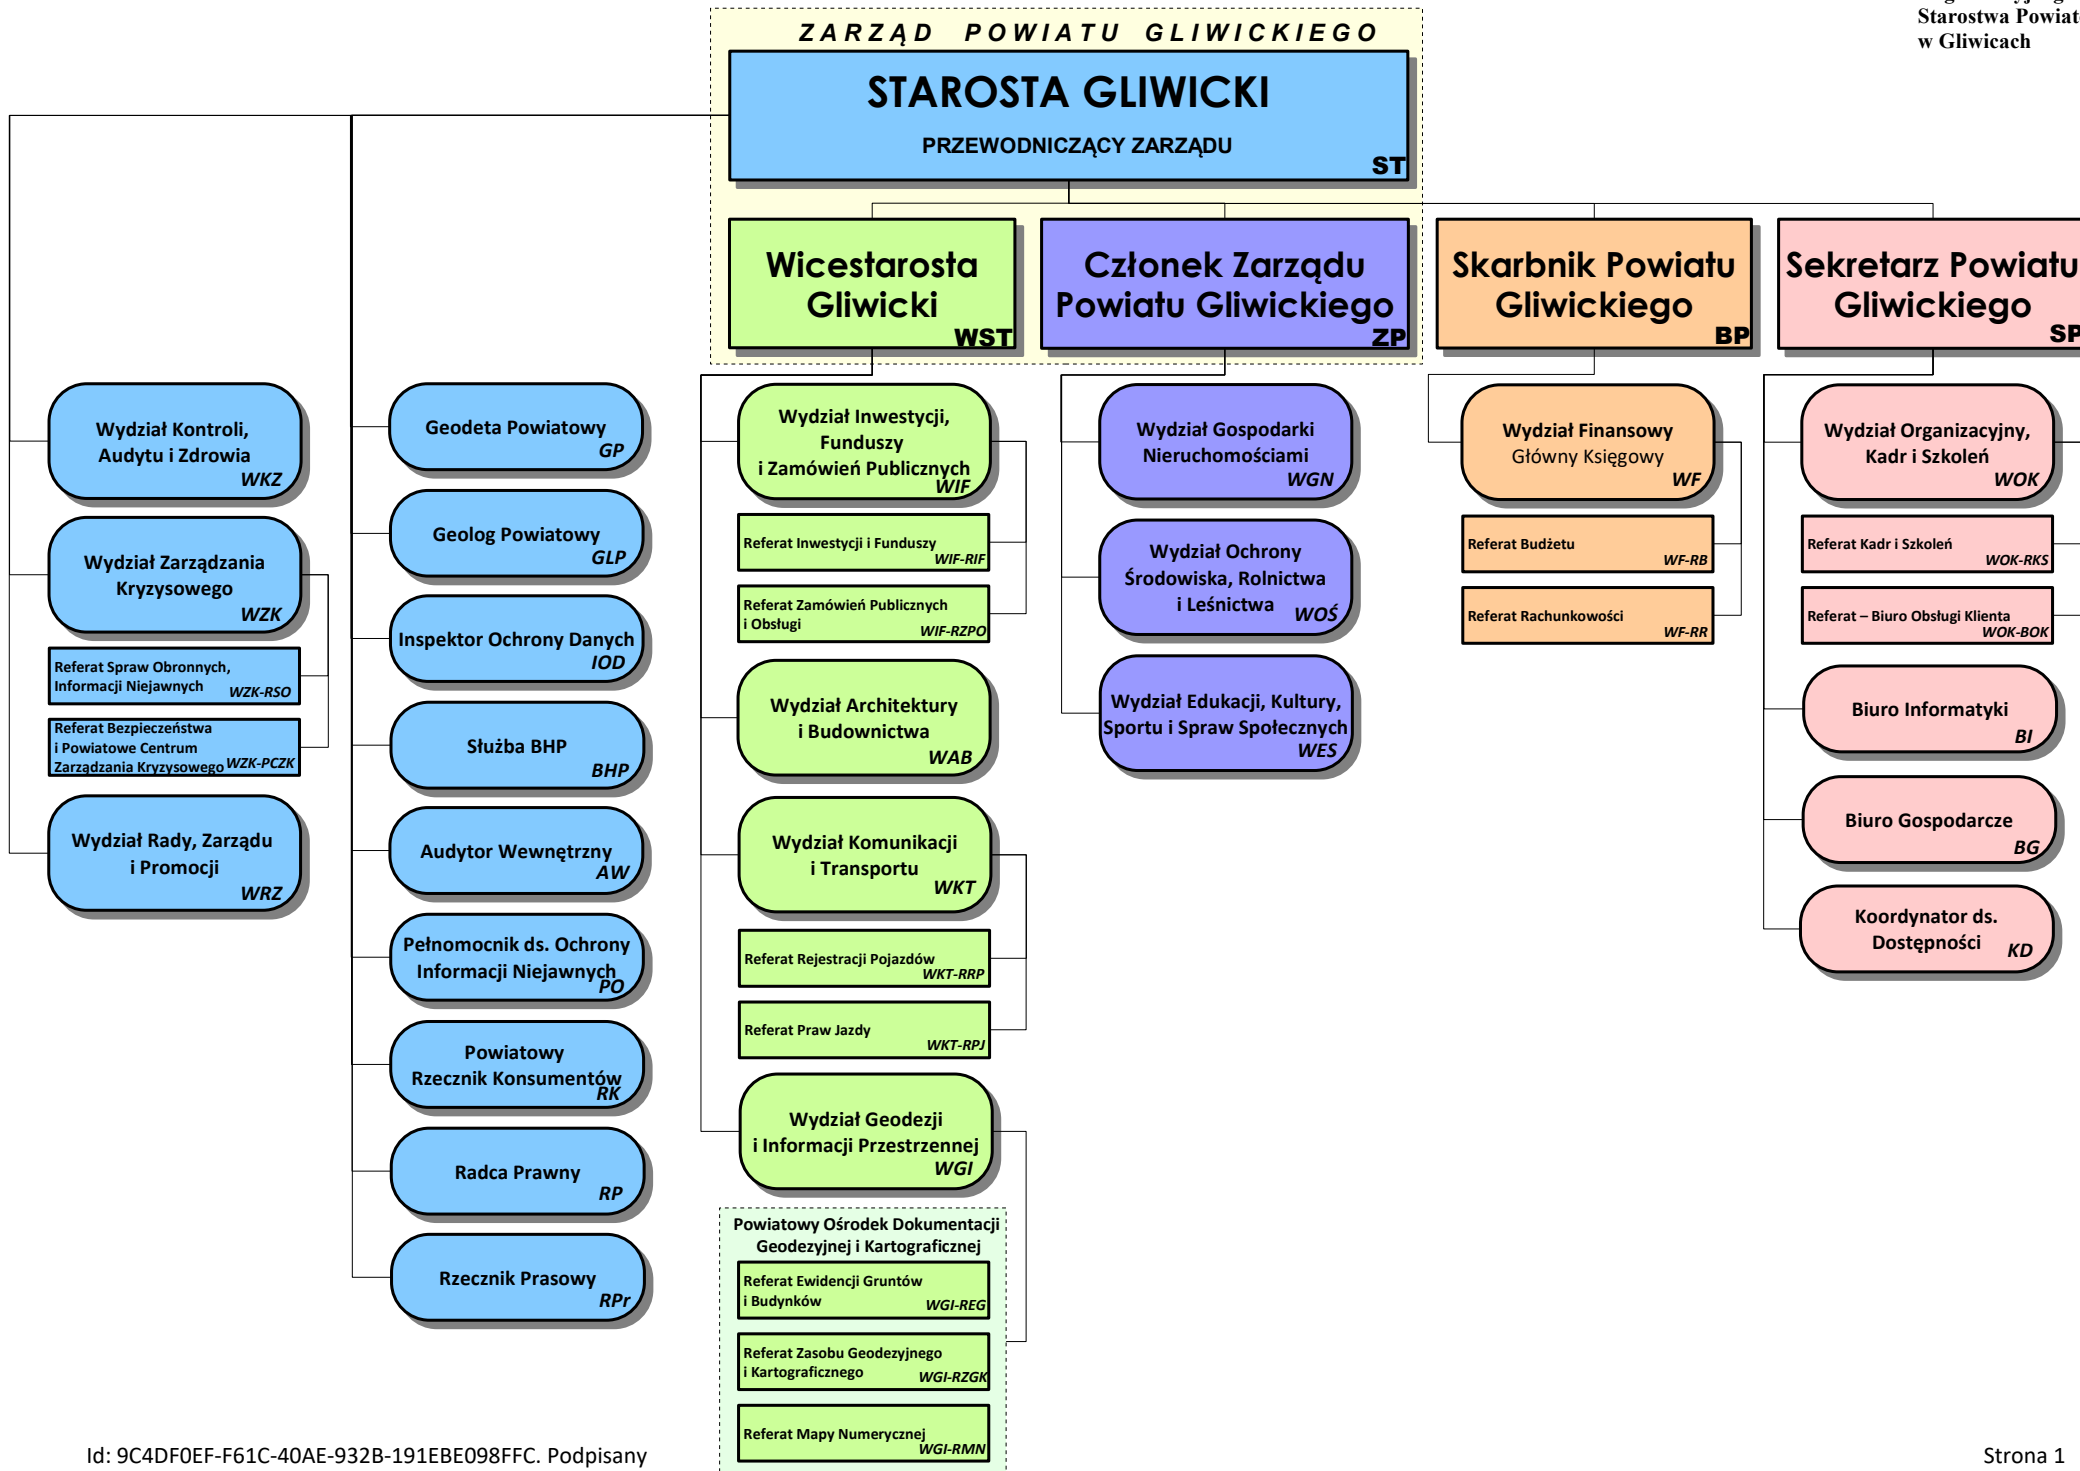 Starostwa
w Gliwicach
ZARZĄD POWIATU GLIWICKIEGO
STAROSTA GLIWICKI
PRZEWODNICZĄCY ZARZĄDU
ST
Wicestarosta
Gliwicki
WST
Członek Zarządu
Powiatu Gliwickiego
ZP
Skarbnik Powiatu
Gliwickiego
BP
Sekretarz Powiatu
Gliwickiego
SP
Wydział Kontroli,
Audytu i Zdrowia
WKZ
Wydział Zarządzania
Kryzysowego
WZK
Referat Spraw Obronnych,
Informacji Niejawnych WZK-RSO
Referat Bezpieczeństwa
i Powiatowe Centrum
Zarządzania Kryzysowego WZK-PCZK
Wydział Rady, Zarządu
i Promocji
WRZ
Geodeta Powiatowy
GP
Geolog Powiatowy
GLP
Inspektor Ochrony Danych
IOD
Służba BHP
BHP
Audytor Wewnętrzny
AW
Pełnomocnik ds. Ochrony
Informacji Niejawnych
PO
Powiatowy
Rzecznik Konsumentów
RK
Radca Prawny
RP
Rzecznik Prasowy
RPr
Wydział Inwestycji,
Funduszy
i Zamówień Publicznych
WIF
Referat Inwestycji i Funduszy
WIF-RIF
Referat Zamówień Publicznych
i Obsługi WIF-RZPO
Wydział Architektury
i Budownictwa
WAB
Wydział Komunikacji
i Transportu
WKT
Referat Rejestracji Pojazdów
WKT-RRP
Referat Praw Jazdy
WKT-RPJ
Wydział Geodezji
i Informacji Przestrzennej
WGI
Powiatowy Ośrodek Dokumentacji
Geodezyjnej i Kartograficznej
Referat Ewidencji Gruntów
i Budynków WGI-REG
Referat Zasobu Geodezyjnego
i Kartograficznego WGI-RZGK
Referat Mapy Numerycznej
WGI-RMN
Wydział Gospodarki
Nieruchomościami
WGN
Wydział Ochrony
Środowiska, Rolnictwa
i Leśnictwa WOŚ
Wydział Edukacji, Kultury,
Sportu i Spraw Społecznych
WES
Wydział Finansowy
Główny Księgowy
WF
Referat Budżetu
WF-RB
Referat Rachunkowości
WF-RR
Wydział Organizacyjny,
Kadr i Szkoleń
WOK
Referat Kadr i Szkoleń
WOK-RKS
Referat – Biuro Obsługi Klienta
WOK-BOK
Biuro Informatyki
BI
Biuro Gospodarcze
BG
Koordynator ds.
Dostępności KD
Id: 9C4DF0EF-F61C-40AE-932B-191EBE098FFC. Podpisany
Strona 1